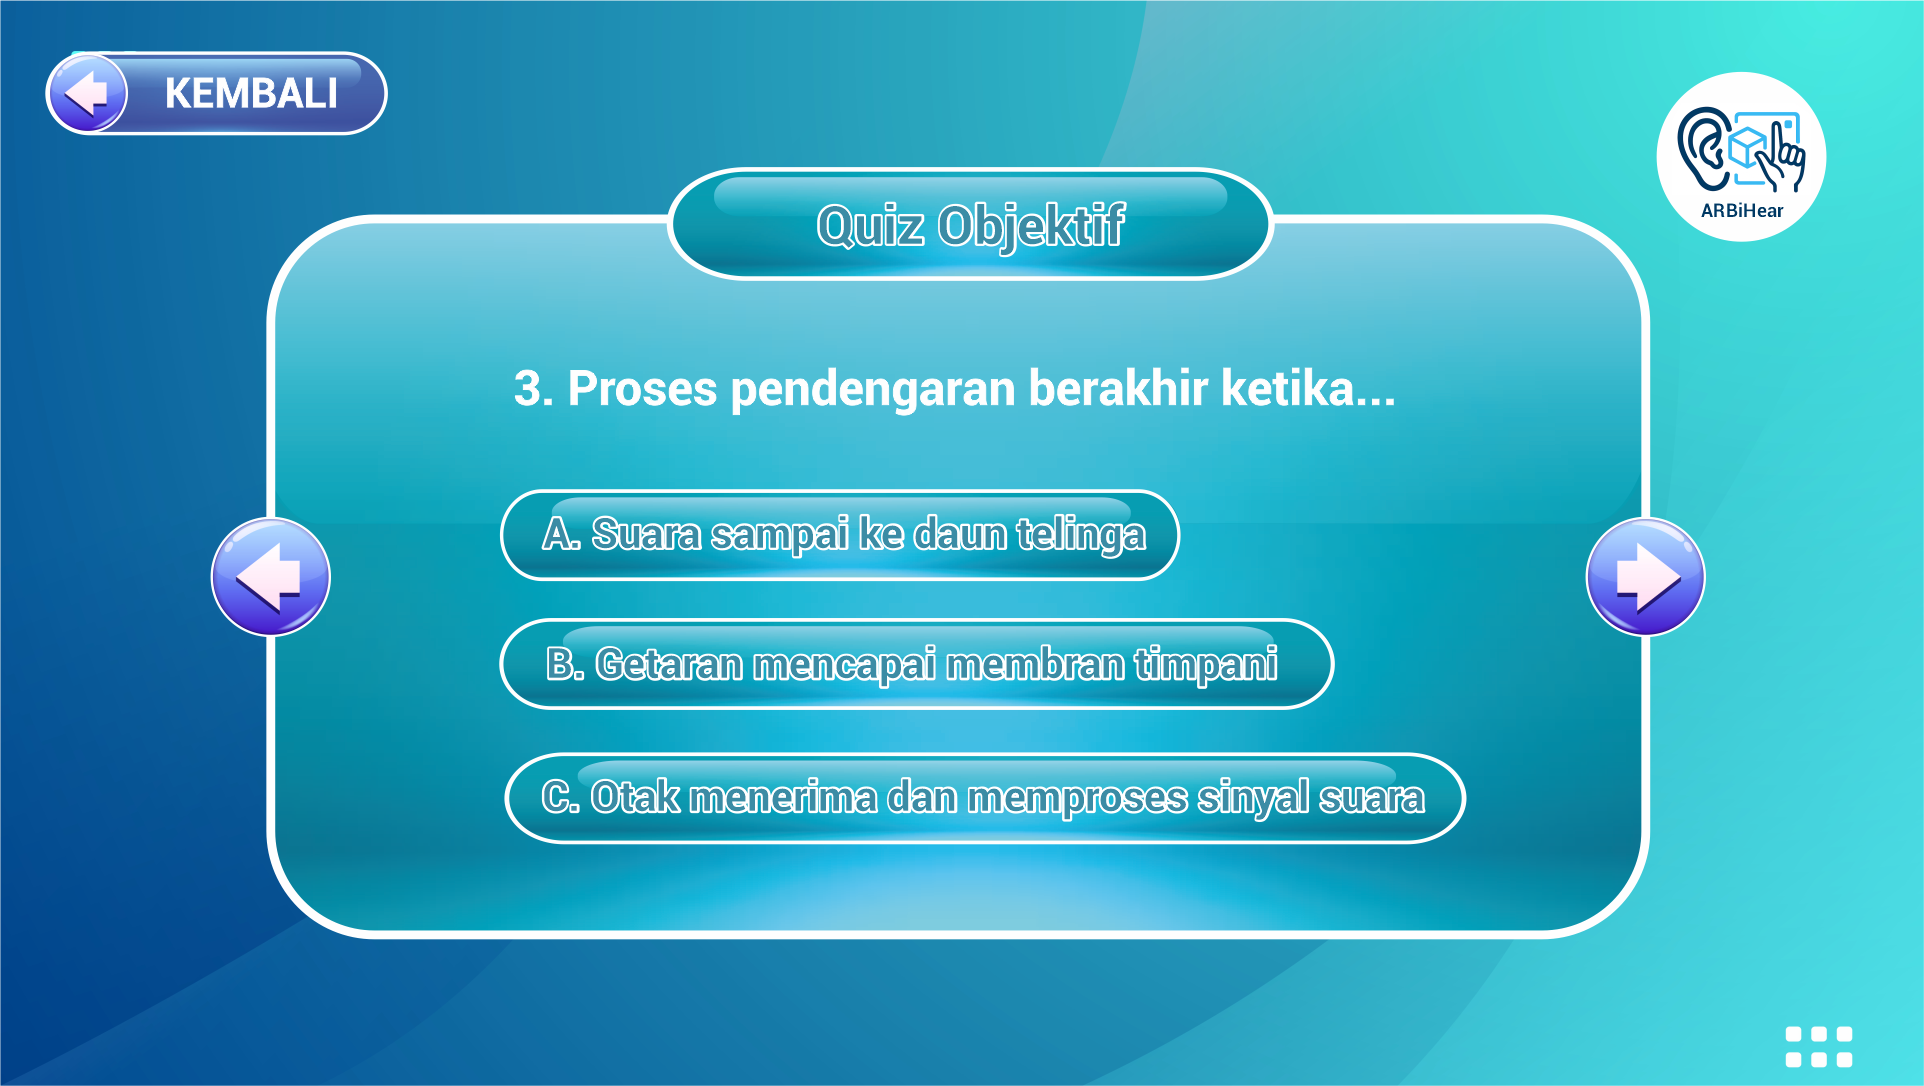 KEMBALI
ARBiHear
Quiz Objektif
3. Proses pendengaran berakhir ketika...
A. Suara sampai ke daun telinga
B. Getaran mencapai membran timpani
C. Otak menerima dan memproses sinyal suara